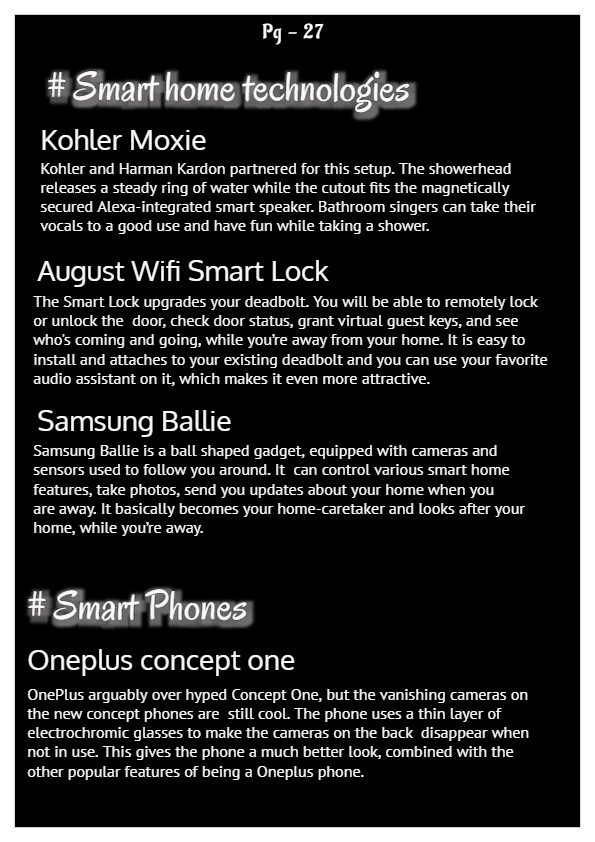 Pg - 27
# Smart home technologies
Kohler Moxie
Kohler and Harman Kardon partnered for this setup. The showerhead
releases a steady ring of water while the cutout fits the magnetically
secured Alexa-integrated smart speaker. Bathroom singers can take their
vocals to a good use and have fun while taking a shower.
August Wifi Smart Lock
The Smart Lock upgrades your deadbolt. You will be able to remotely lock
or unlock the door, check door status, grant virtual guest keys, and see
who's coming and going, while you're away from your home. It is easy to
install and attaches to your existing deadbolt and you can use your favorite
audio assistant on it, which makes it even more attractive.
Samsung Ballie
Samsung Ballie is a ball shaped gadget, equipped with cameras and
sensors used to follow you around. It can control various smart home
features, take photos, send you updates about your home when you
are away. It basically becomes your home-caretaker and looks after your
home, while you're away.
# Smart Phones
Oneplus concept one
OnePlus arguably over hyped Concept One, but the vanishing cameras on
the new concept phones are still cool. The phone uses a thin layer of
electrochromic glasses to make the cameras on the back disappear when
not in use. This gives the phone a much better look, combined with the
other popular features of being a Oneplus phone.